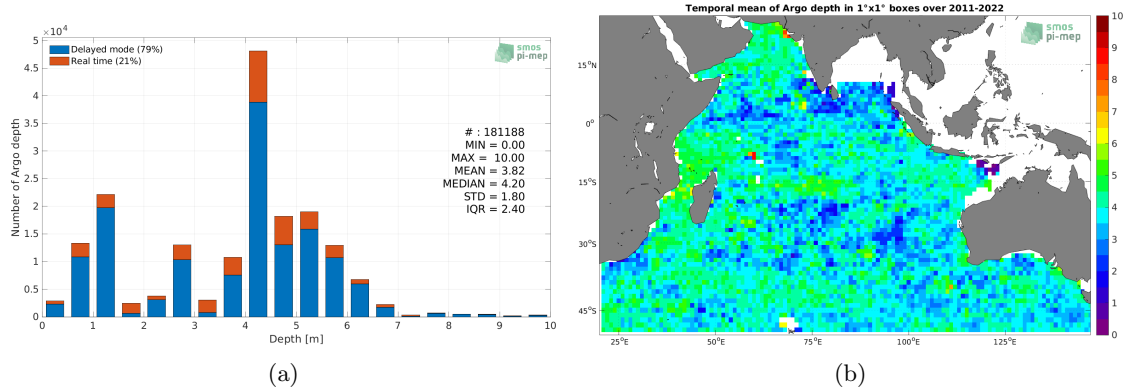 ×10⁴
5
4.5
4
3.5
3
2.5
2
1.5
1
0.5
0
Number of Argo depth
Delayed mode (79%)
Real time (21%)
smos
pi-mep
# : 181188
MIN = 0.00
MAX = 10.00
MEAN = 3.82
MEDIAN = 4.20
STD = 1.80
IQR = 2.40
0 1 2 3 4 5 6 7 8 9 10
Depth [m]
(a)
Temporal mean of Argo depth in 1°x1° boxes over 2011-2022
smos
pi-mep
15°N
0°
15°S
30°S
45°S
25°E 50°E 75°E 100°E 125°E
10
9
8
7
6
5
4
3
2
1
0
(b)